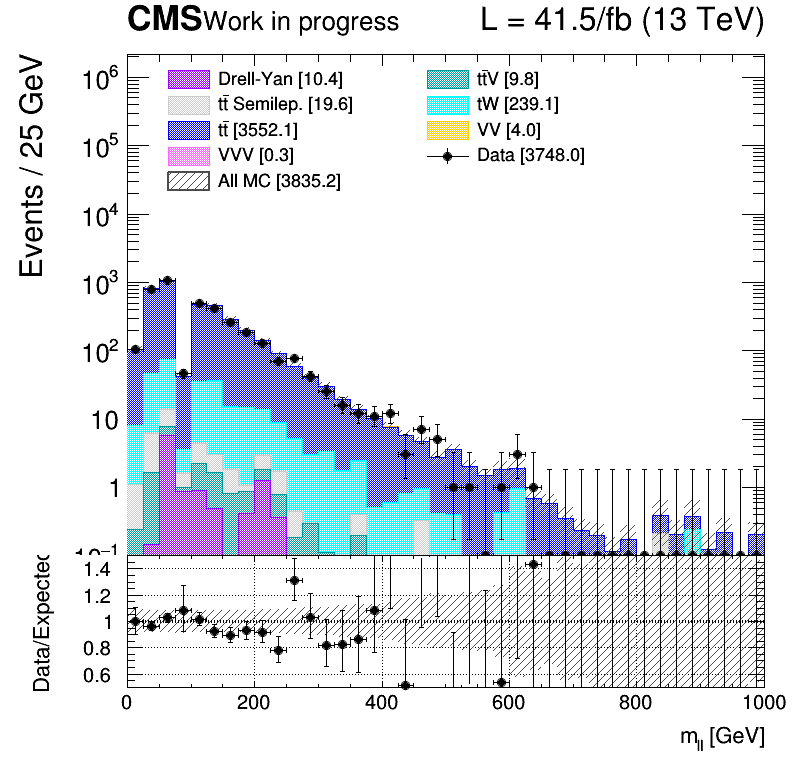 CMS Work in progress L = 41.5/fb (13 TeV)
Events / 25 GeV
Drell-Yan [10.4]
tt̄ Semilep. [19.6]
tt̄ [3552.1]
VVV [0.3]
All MC [3835.2]
tt̄V [9.8]
tW [239.1]
VV [4.0]
Data [3748.0]
10⁶
10⁵
10⁴
10³
10²
10
1
10⁻¹
Data/Expected
1.4
1.2
1
0.8
0.6
0 200 400 600 800 1000
m_ll [GeV]